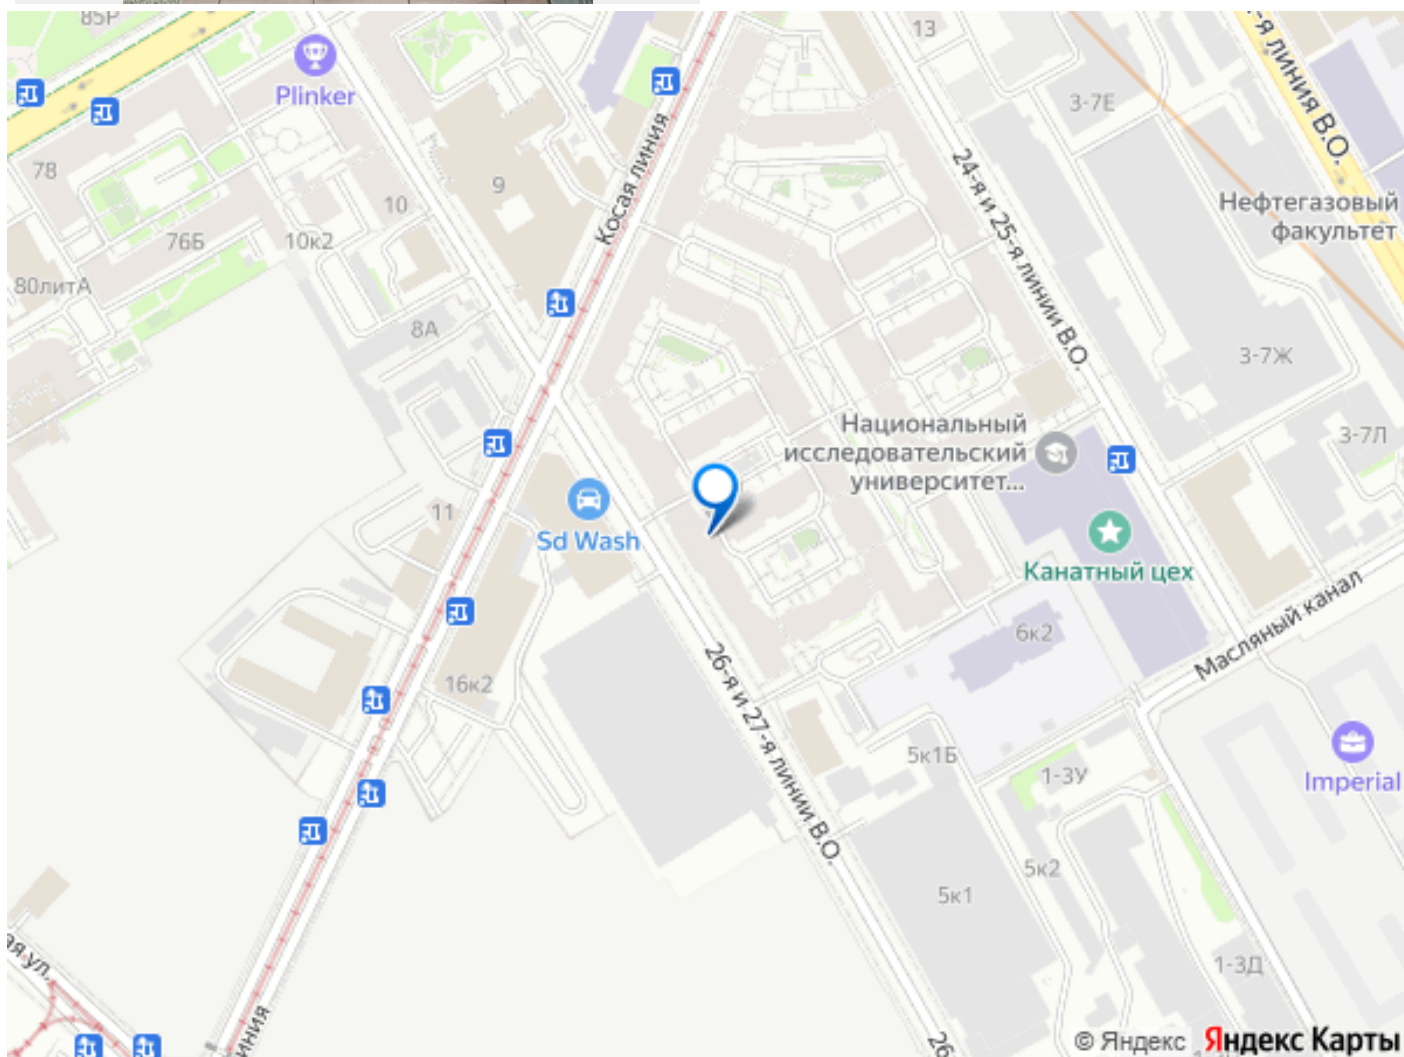 85Р
Plinker
13
3-7Е
-я линия В.О.
78
9
10
Косая линия
24-я и 25-я линии В.О.
Нефтегазовый
факультет
76Б
10к2
80литА
8А
3-7Ж
Национальный
исследовательский
университет...
3-7Л
11
Sd Wash
Канатный цех
6к2
Масляный канал
16к2
26-я и 27-я линии В.О.
5к1Б
1-3У
Imperial
5к2
5к1
ая ул.
1-3Д
иния
26
© Яндекс Яндекс Карты